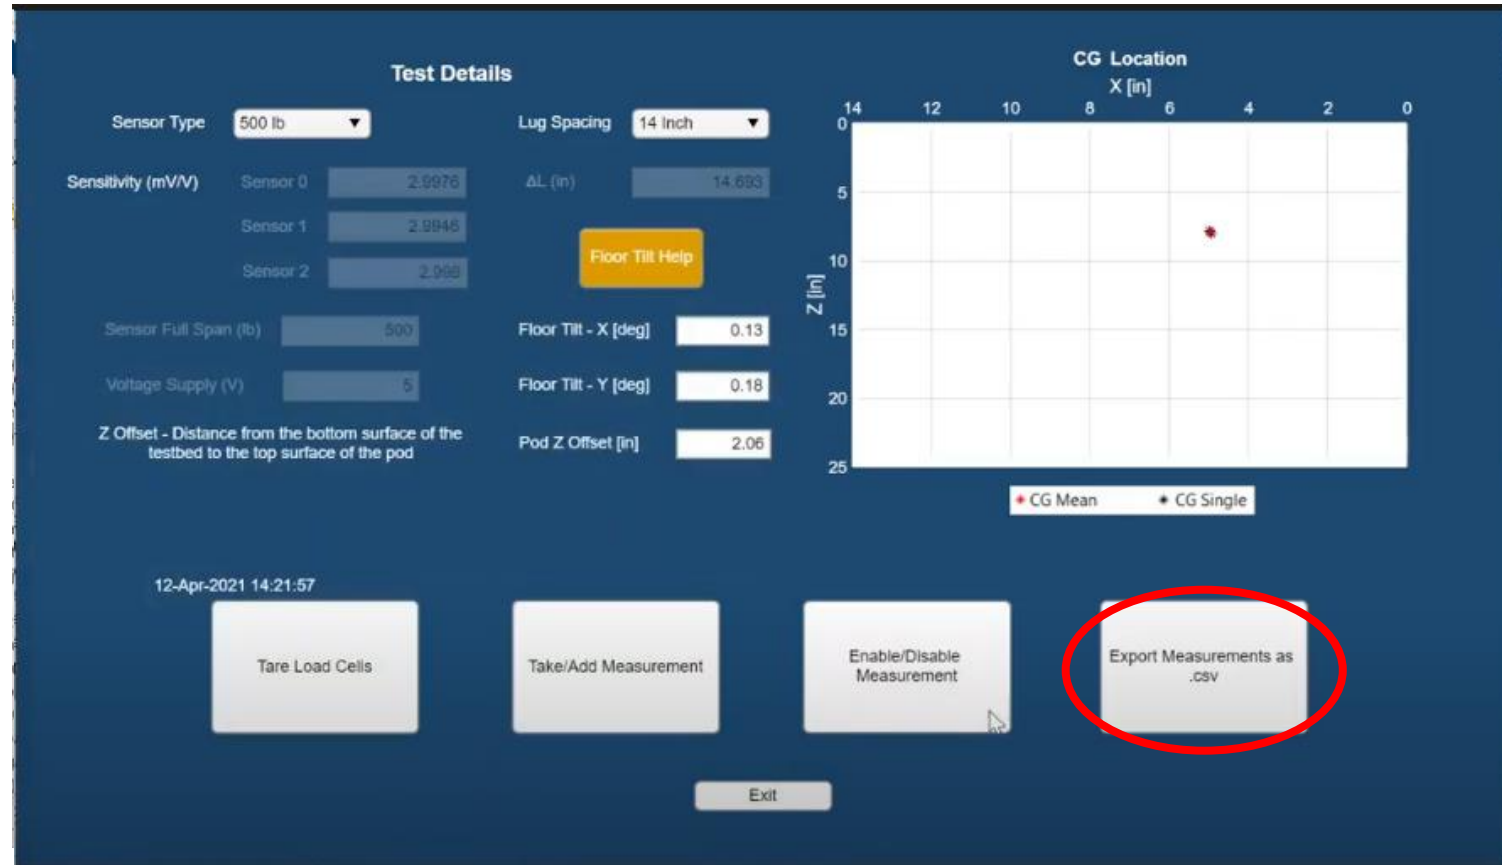 Test Details
Sensor Type
500 lb
Lug Spacing
14 Inch
Sensitivity (mV/V)
Sensor 0
2.9976
ΔL (in)
14.693
Sensor 1
2.9946
Floor Tilt Help
Sensor 2
2.998
Sensor Full Span (lb)
500
Floor Tilt - X [deg]
0.13
Voltage Supply (V)
5
Floor Tilt - Y [deg]
0.18
Z Offset - Distance from the bottom surface of the
testbed to the top surface of the pod
Pod Z Offset [in]
2.06
CG Location
X [in]
14 12 10 8 6 4 2 0
0
5
10
Z [in]
15
20
25
CG Mean
CG Single
12-Apr-2021 14:21:57
Tare Load Cells
Take/Add Measurement
Enable/Disable
Measurement
Export Measurements as
.csv
Exit